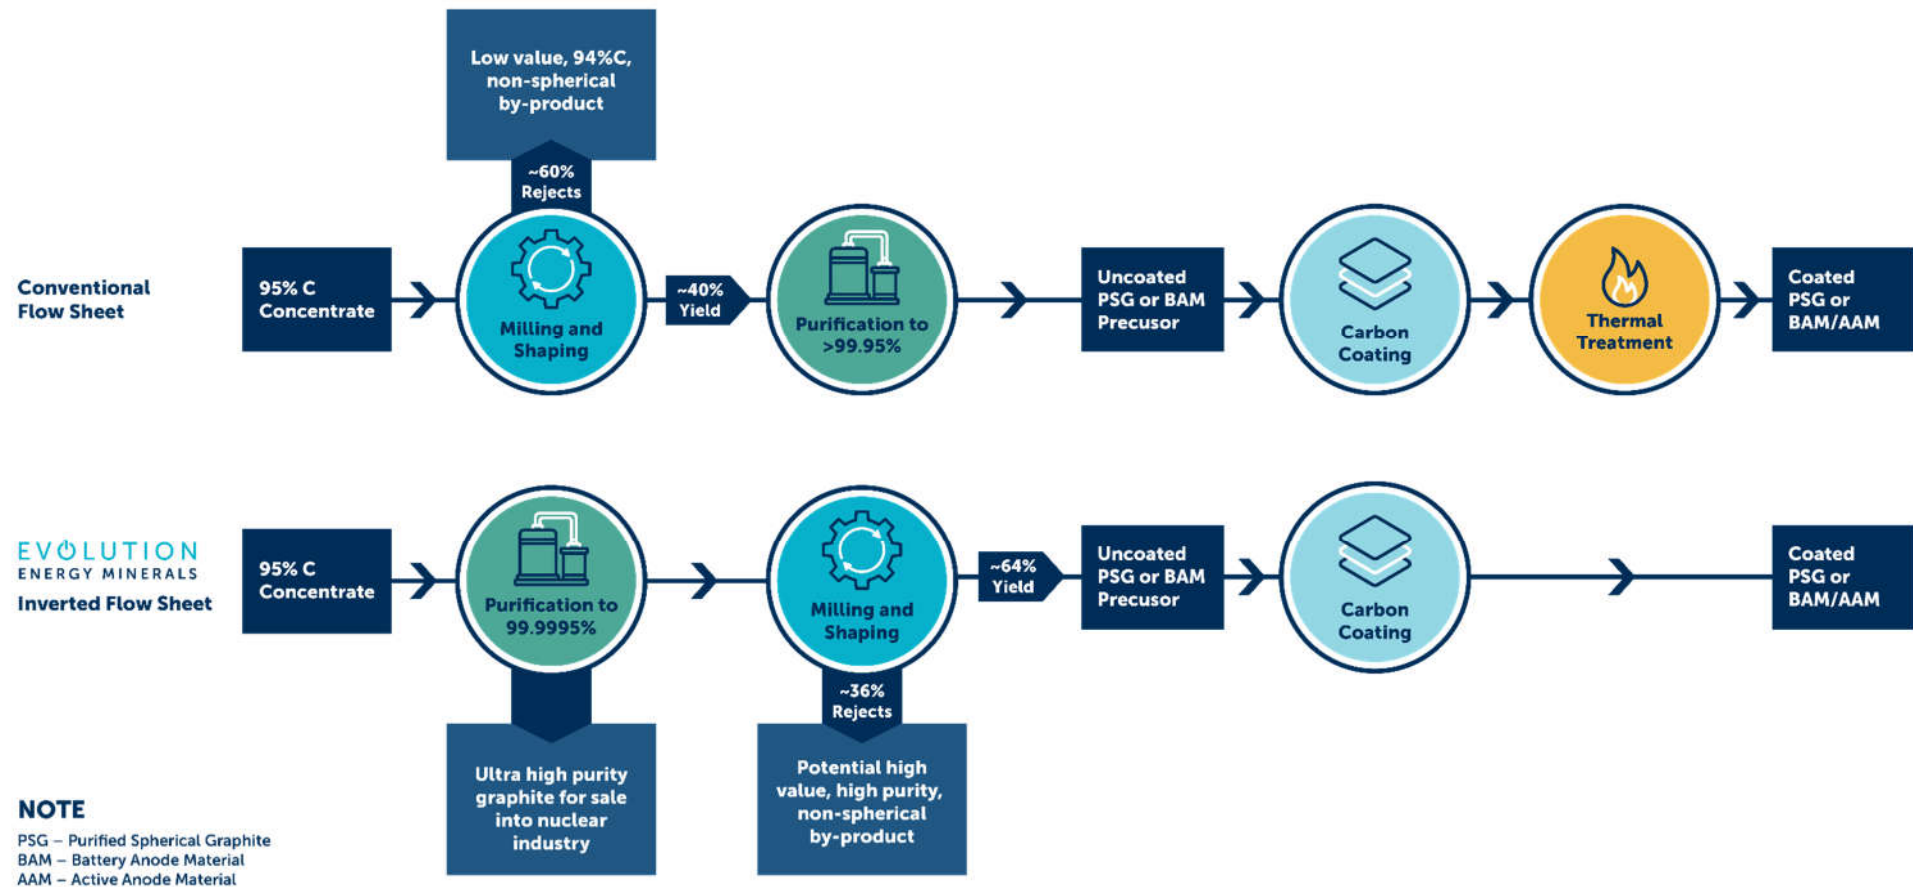 Low value, 94%C,
non-spherical
by-product
~60%
Rejects
Conventional
Flow Sheet
95% C
Concentrate
Milling and
Shaping
~40%
Yield
Purification to
>99.95%
Uncoated
PSG or BAM
Precusor
Carbon
Coating
Thermal
Treatment
Coated
PSG or
BAM/AAM
EVOLUTION
ENERGY MINERALS
Inverted Flow Sheet
95% C
Concentrate
Purification to
99.9995%
Milling and
Shaping
~64%
Yield
Uncoated
PSG or BAM
Precusor
Carbon
Coating
Coated
PSG or
BAM/AAM
~36%
Rejects
Ultra high purity
graphite for sale
into nuclear
industry
Potential high
value, high purity,
non-spherical
by-product
NOTE
PSG – Purified Spherical Graphite
BAM – Battery Anode Material
AAM – Active Anode Material